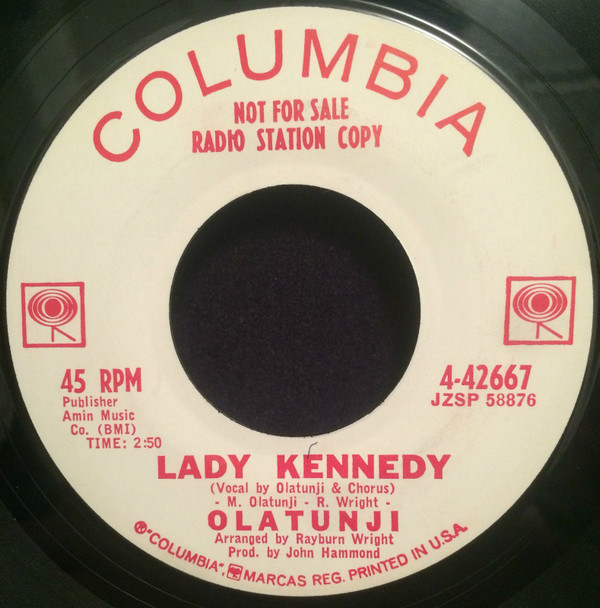 COLUMBIA
NOT FOR SALE
RADIO STATION COPY
45 RPM
Publisher
Amin Music
Co. (BMI)
TIME: 2:50
4-42667
JZSP 58876
LADY KENNEDY
(Vocal by Olatunji & Chorus)
- M. Olatunji - R. Wright -
OLATUNJI
Arranged by Rayburn Wright
Prod. by John Hammond
®"COLUMBIA", MARCAS REG. PRINTED IN U.S.A.